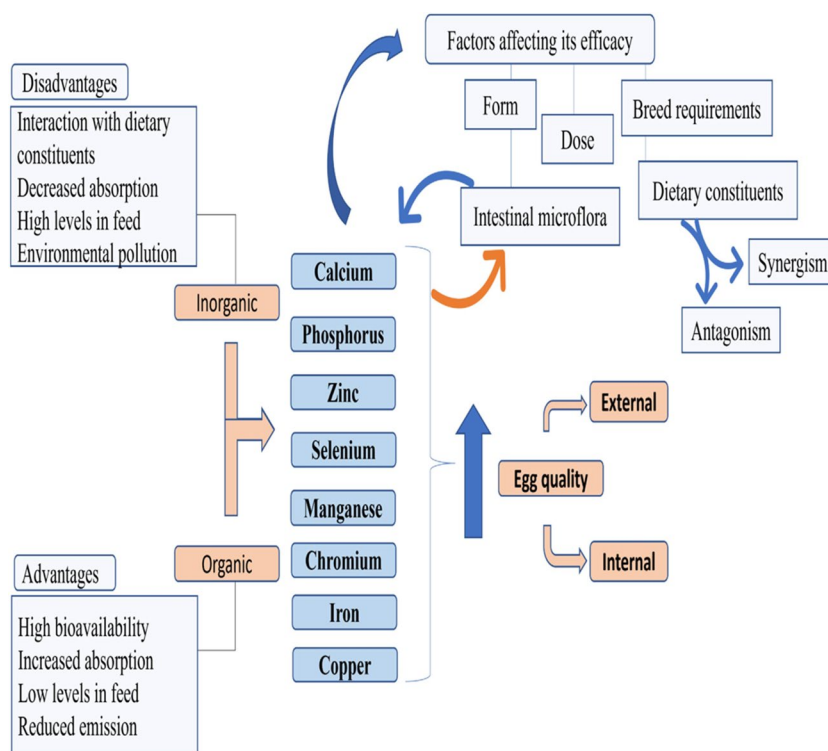 Factors affecting its efficacy
Form
Dose
Breed requirements
Intestinal microflora
Dietary constituents
Synergism
Antagonism
Disadvantages
Interaction with dietary
constituents
Decreased absorption
High levels in feed
Environmental pollution
Inorganic
Calcium
Phosphorus
Zinc
Selenium
Manganese
Chromium
Iron
Copper
External
Egg quality
Internal
Organic
Advantages
High bioavailability
Increased absorption
Low levels in feed
Reduced emission